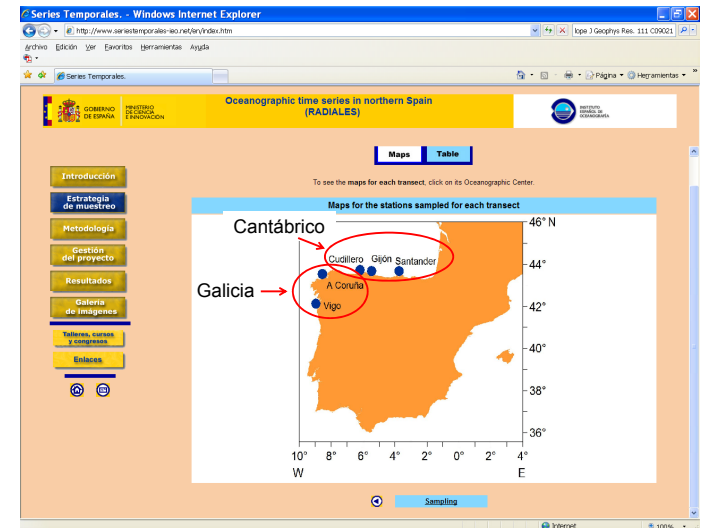 Series Temporales. - Windows Internet Explorer
http://www.seriestemporales-ieo.net/en/index.htm
lope J Geophys Res. 111 C09021
Archivo Edición Ver Favoritos Herramientas Ayuda
Series Temporales.
Página
Herramientas
»
GOBIERNO
DE ESPAÑA
MINISTERIO
DE CIENCIA
E INNOVACIÓN
Oceanographic time series in northern Spain
(RADIALES)
INSTITUTO
ESPAÑOL DE
OCEANOGRAFÍA
Maps Table
To see the maps for each transect, click on its Oceanographic Center.
Maps for the stations sampled for each transect
Introducción
Estrategia
de muestreo
Metodología
Gestión
del proyecto
Resultados
Galería
de imágenes
Talleres, cursos
y congresos
Enlaces
Cantábrico
Galicia
Cudillero Gijón Santander
A Coruña
Vigo
46° N
44°
42°
40°
38°
36°
10° 8° 6° 4° 2° 0° 2° 4°
W E
Sampling
Internet
100%